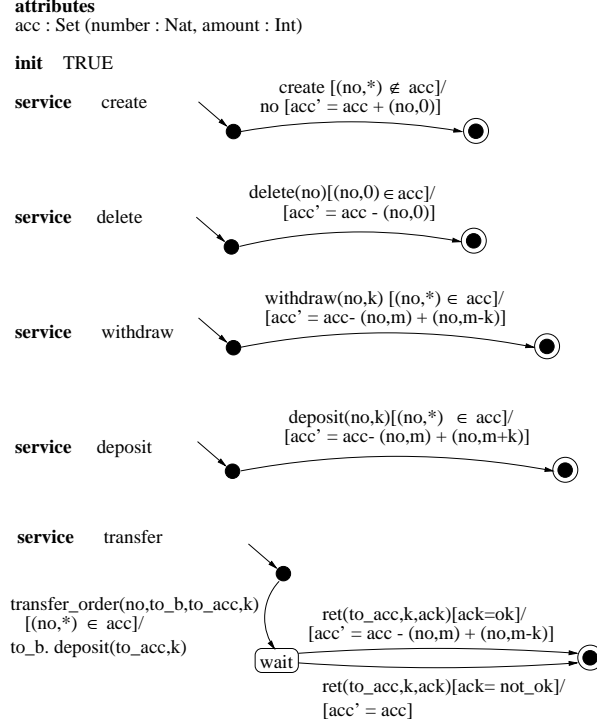 attributes
acc : Set (number : Nat, amount : Int)
init TRUE
service create
create [(no,*) ∉ acc]/
no [acc' = acc + (no,0)]
service delete
delete(no)[(no,0) ∈ acc]/
[acc' = acc - (no,0)]
service withdraw
withdraw(no,k) [(no,*) ∈ acc]/
[acc' = acc- (no,m) + (no,m-k)]
service deposit
deposit(no,k)[(no,*) ∈ acc]/
[acc' = acc- (no,m) + (no,m+k)]
service transfer
transfer_order(no,to_b,to_acc,k)
[(no,*) ∈ acc]/
to_b. deposit(to_acc,k)
wait
ret(to_acc,k,ack)[ack=ok]/
[acc' = acc - (no,m) + (no,m-k)]
ret(to_acc,k,ack)[ack= not_ok]/
[acc' = acc]